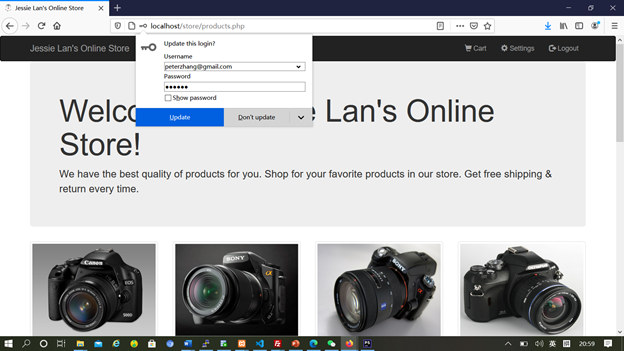 Jessie Lan's Online Store
localhost/store/products.php
Jessie Lan's Online Store
Cart
Settings
Logout
Update this login?
Username
peterzhang@gmail.com
Password
Show password
Update
Don't update
Welco
e Lan's Online
Store!
We have the best quality of products for you. Shop for your favorite products in our store. Get free shipping &
return every time.
Canon
EOS
500D
SONY
α
SONY
OLYMPUS
英
20:59